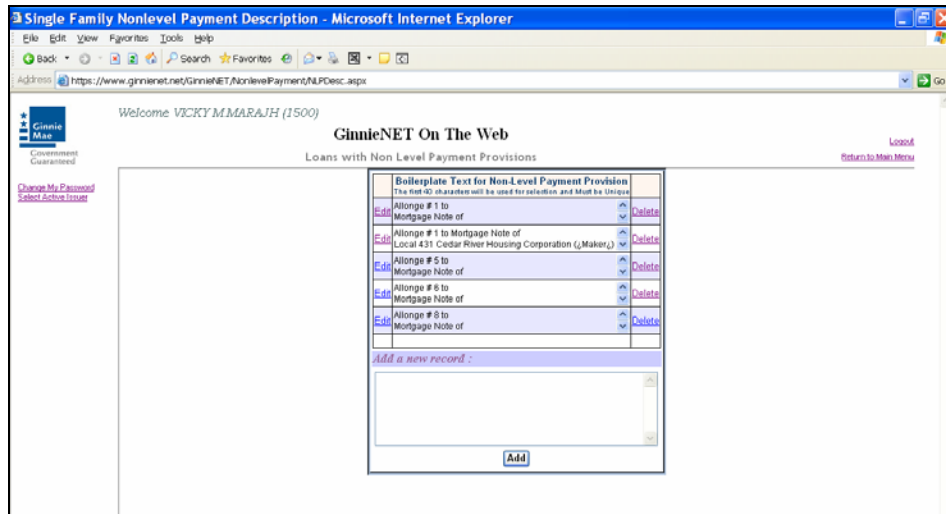 Single Family Nonlevel Payment Description - Microsoft Internet Explorer
File Edit View Favorites Tools Help
Back Search Favorites
Address https://www.ginnienet.net/GinnieNET/NonlevelPayment/NLPDesc.aspx Go
Welcome VICKY M MARAJH (1500)
Ginnie
Mae
Government
Guaranteed
GinnieNET On The Web
Loans with Non Level Payment Provisions
Logout
Return to Main Menu
Change My Password
Select Active Issuer
Boilerplate Text for Non-Level Payment Provision
The first 40 characters will be used for selection and Must be Unique
Edit Allonge # 1 to Delete
Mortgage Note of
Edit Allonge # 1 to Mortgage Note of Delete
Local 431 Cedar River Housing Corporation (¿Maker¿)
Edit Allonge # 5 to Delete
Mortgage Note of
Edit Allonge # 6 to Delete
Mortgage Note of
Edit Allonge # 8 to Delete
Mortgage Note of
Add a new record :
Add